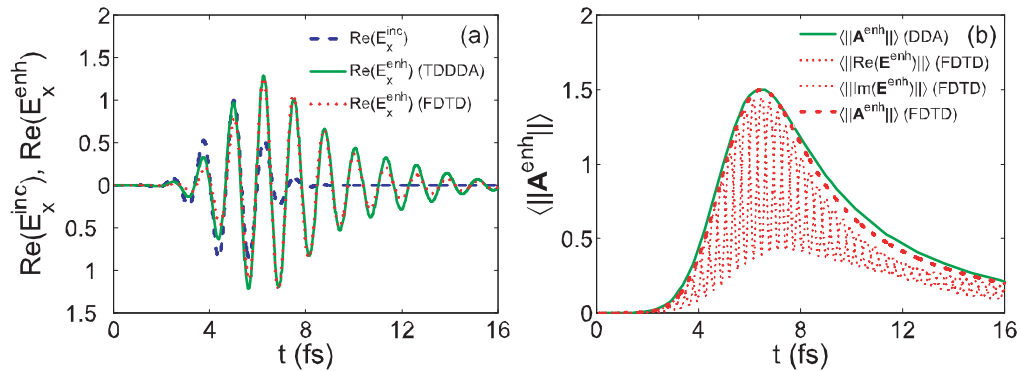 (a)
Re(E_x^inc), Re(E_x^enh)
2
1.5
1
0.5
0
0.5
1
1.5
Re(E_x^inc)
Re(E_x^enh) (TDDDA)
Re(E_x^enh) (FDTD)
0 4 8 12 16
t (fs)
(b)
⟨||A^enh||⟩
2
1.5
1
0.5
0
⟨||A^enh||⟩ (DDA)
⟨||Re(E^enh)||⟩ (FDTD)
⟨||Im(E^enh)||⟩ (FDTD)
⟨||A^enh||⟩ (FDTD)
0 4 8 12 16
t (fs)